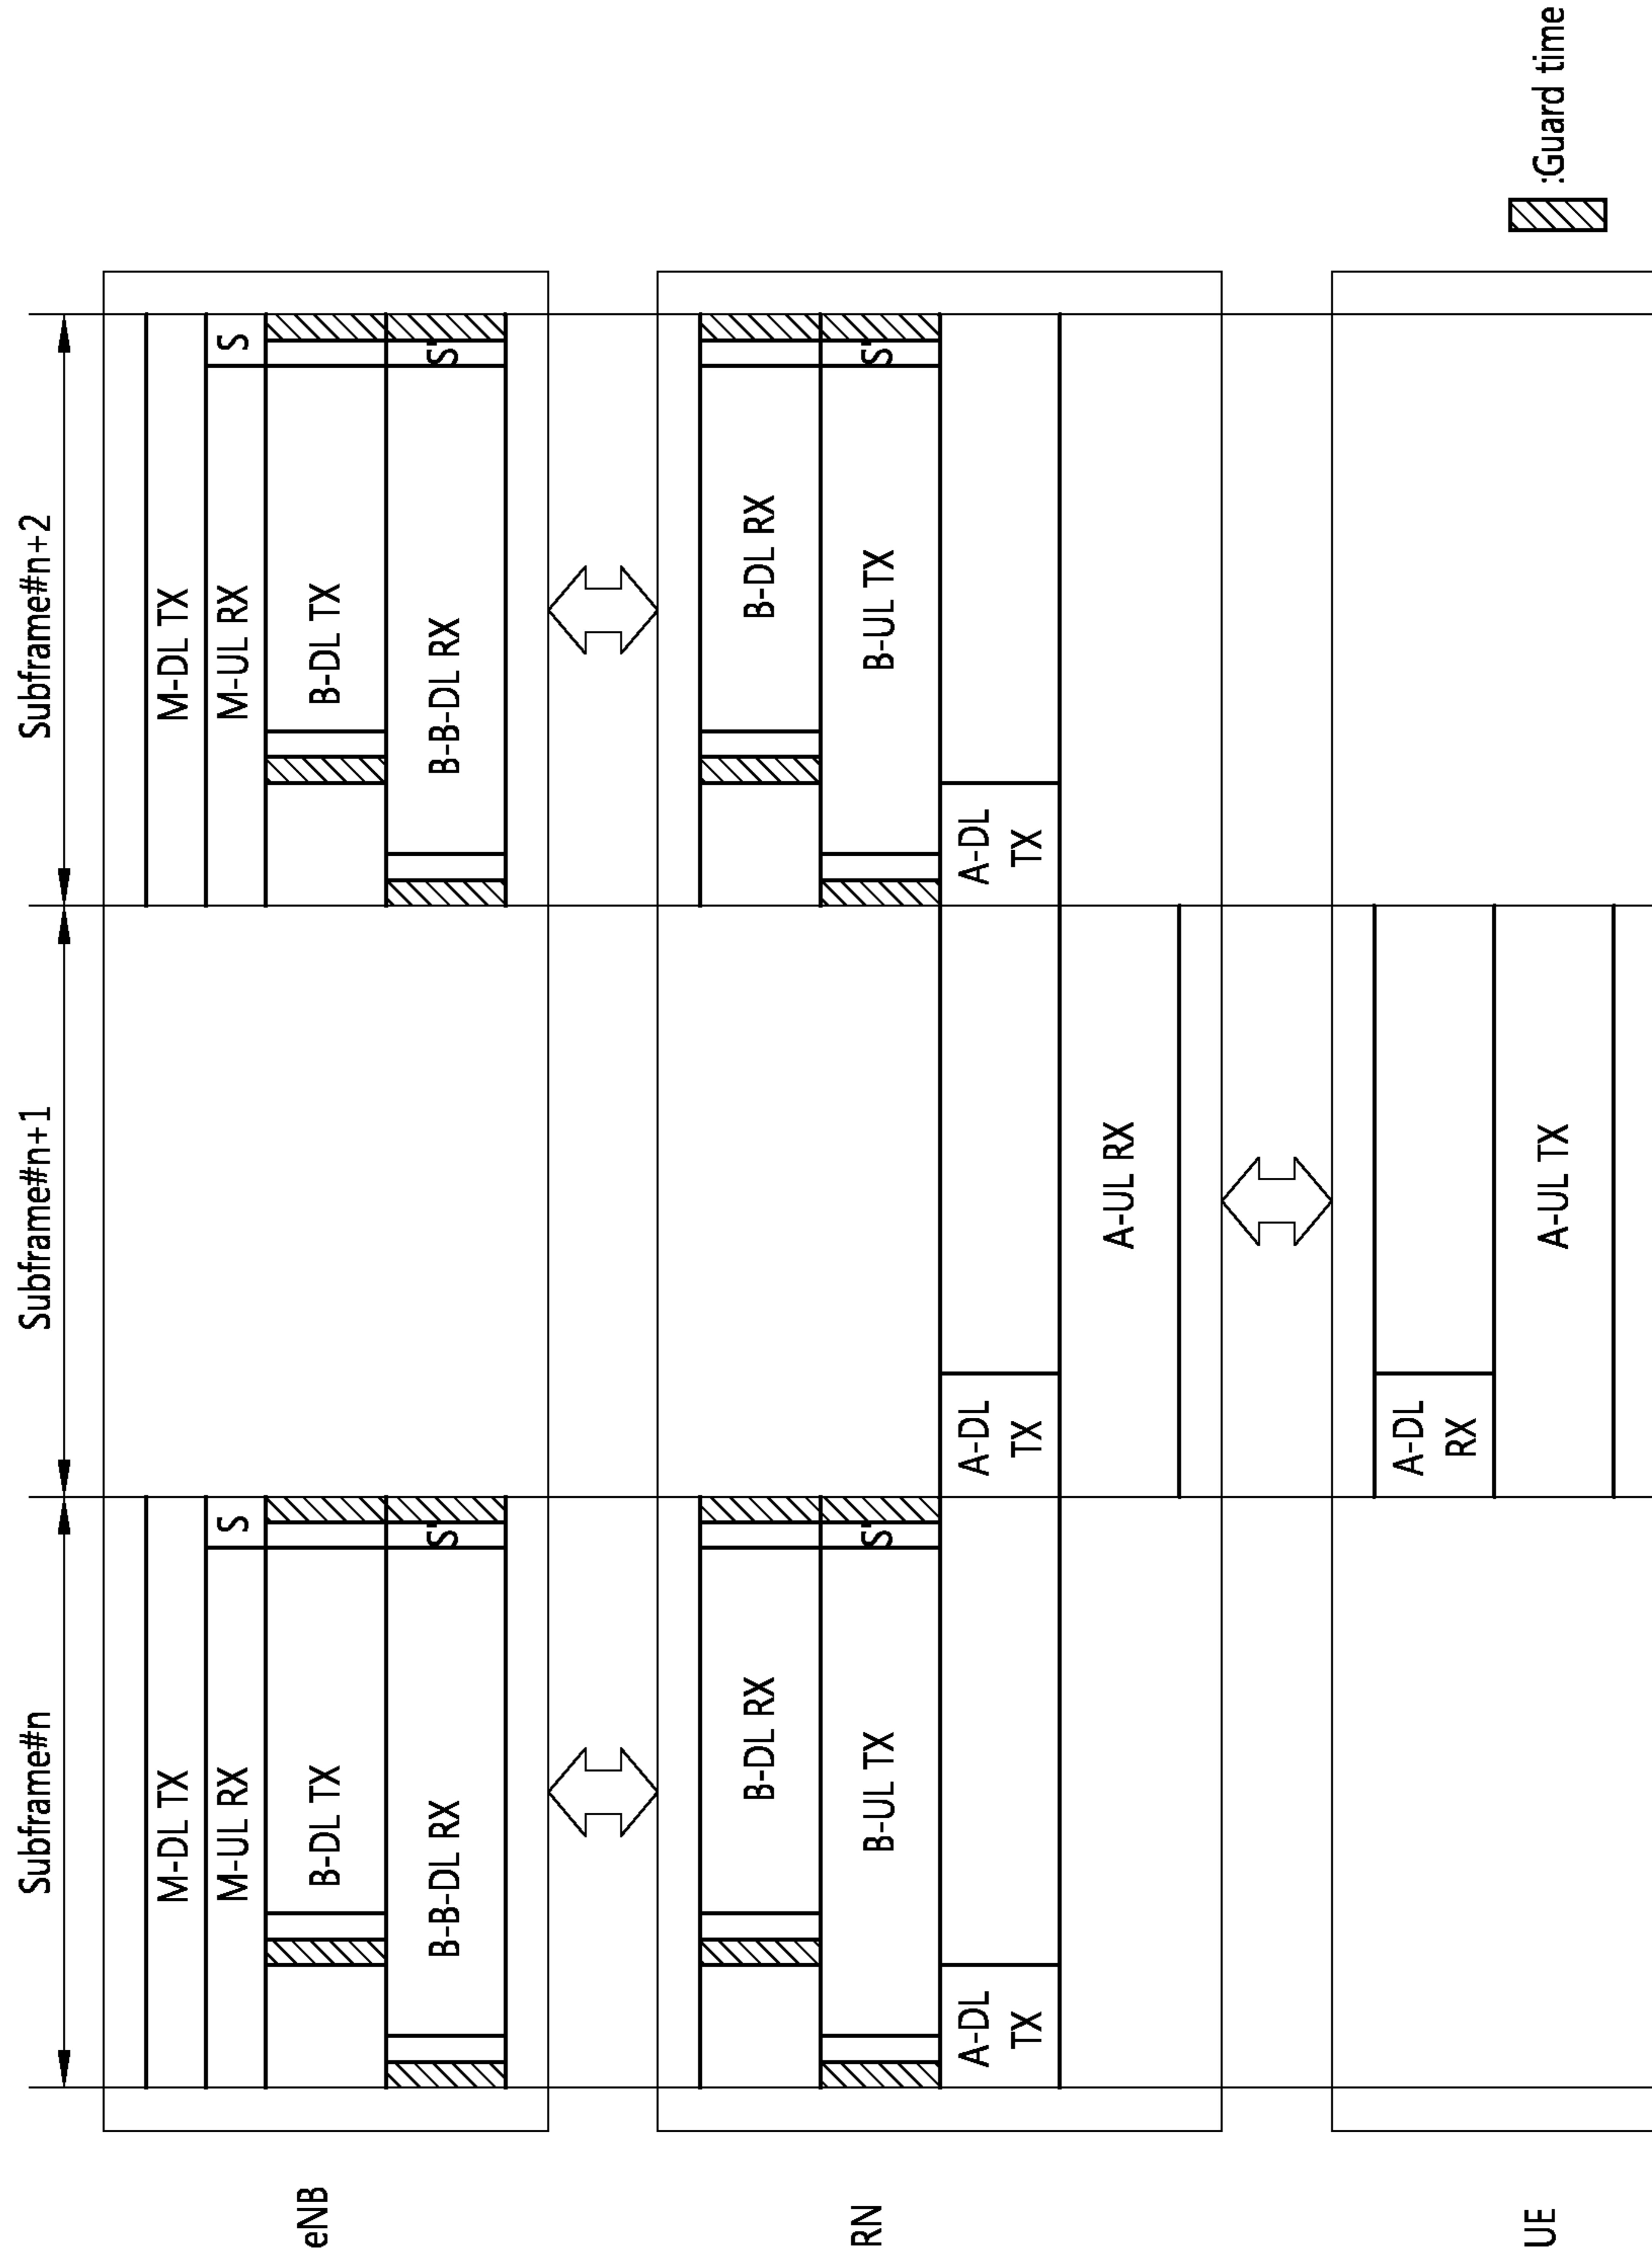 Subframe#n
Subframe#n+1
Subframe#n+2
eNB
M-DL TX
M-DL TX
M-UL RX
S
M-UL RX
S
B-DL TX
B-DL TX
B-B-DL RX
S'
B-B-DL RX
S'
RN
B-DL RX
B-DL RX
B-UL TX
S'
B-UL TX
S'
A-DL
TX
A-DL
TX
A-DL
TX
A-UL RX
UE
A-DL
RX
A-UL TX
:Guard time